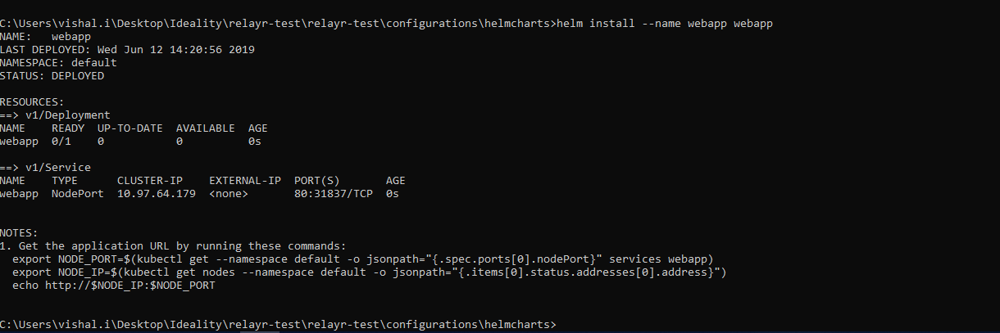 C:\Users\vishal.i\Desktop\Ideality\relayr-test\relayr-test\configurations\helmcharts>helm install --name webapp webapp
NAME:   webapp
LAST DEPLOYED: Wed Jun 12 14:20:56 2019
NAMESPACE: default
STATUS: DEPLOYED
RESOURCES:
==> v1/Deployment
NAME    READY  UP-TO-DATE  AVAILABLE  AGE
webapp  0/1    0           0          0s
==> v1/Service
NAME    TYPE      CLUSTER-IP    EXTERNAL-IP  PORT(S)       AGE
webapp  NodePort  10.97.64.179  <none>       80:31837/TCP  0s
NOTES:
1. Get the application URL by running these commands:
  export NODE_PORT=$(kubectl get --namespace default -o jsonpath="{.spec.ports[0].nodePort}" services webapp)
  export NODE_IP=$(kubectl get nodes --namespace default -o jsonpath="{.items[0].status.addresses[0].address}")
  echo http://$NODE_IP:$NODE_PORT
C:\Users\vishal.i\Desktop\Ideality\relayr-test\relayr-test\configurations\helmcharts>